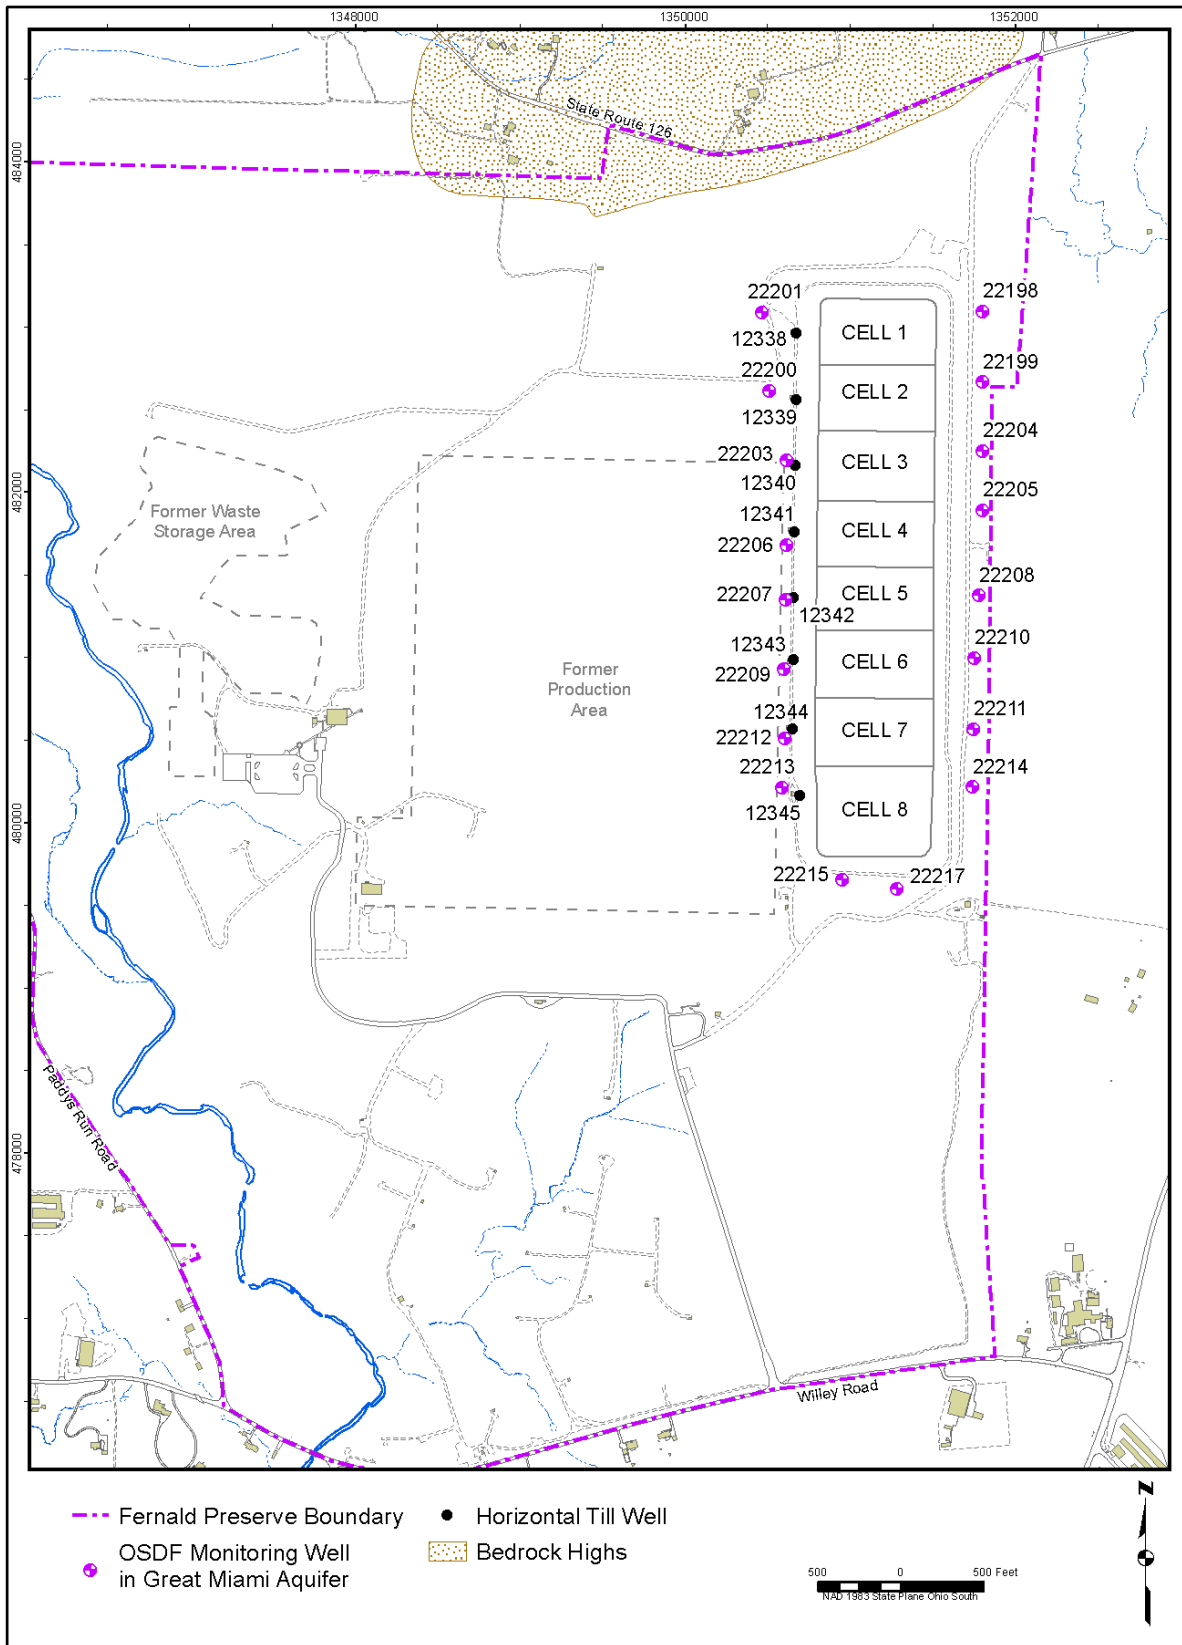 1348000
1350000
1352000
484000
482000
480000
478000
State Route 126
22201
22198
12338
CELL 1
22200
22199
12339
CELL 2
22203
22204
12340
CELL 3
12341
22205
22206
CELL 4
22207
22208
12342
CELL 5
12343
22210
22209
CELL 6
12344
22211
22212
CELL 7
22213
22214
12345
CELL 8
22215
22217
Former Waste
Storage Area
Former
Production
Area
Paddys Run Road
Willey Road
Fernald Preserve Boundary
Horizontal Till Well
OSDF Monitoring Well
in Great Miami Aquifer
Bedrock Highs
500 0 500 Feet
NAD 1983 State Plane Ohio South
N